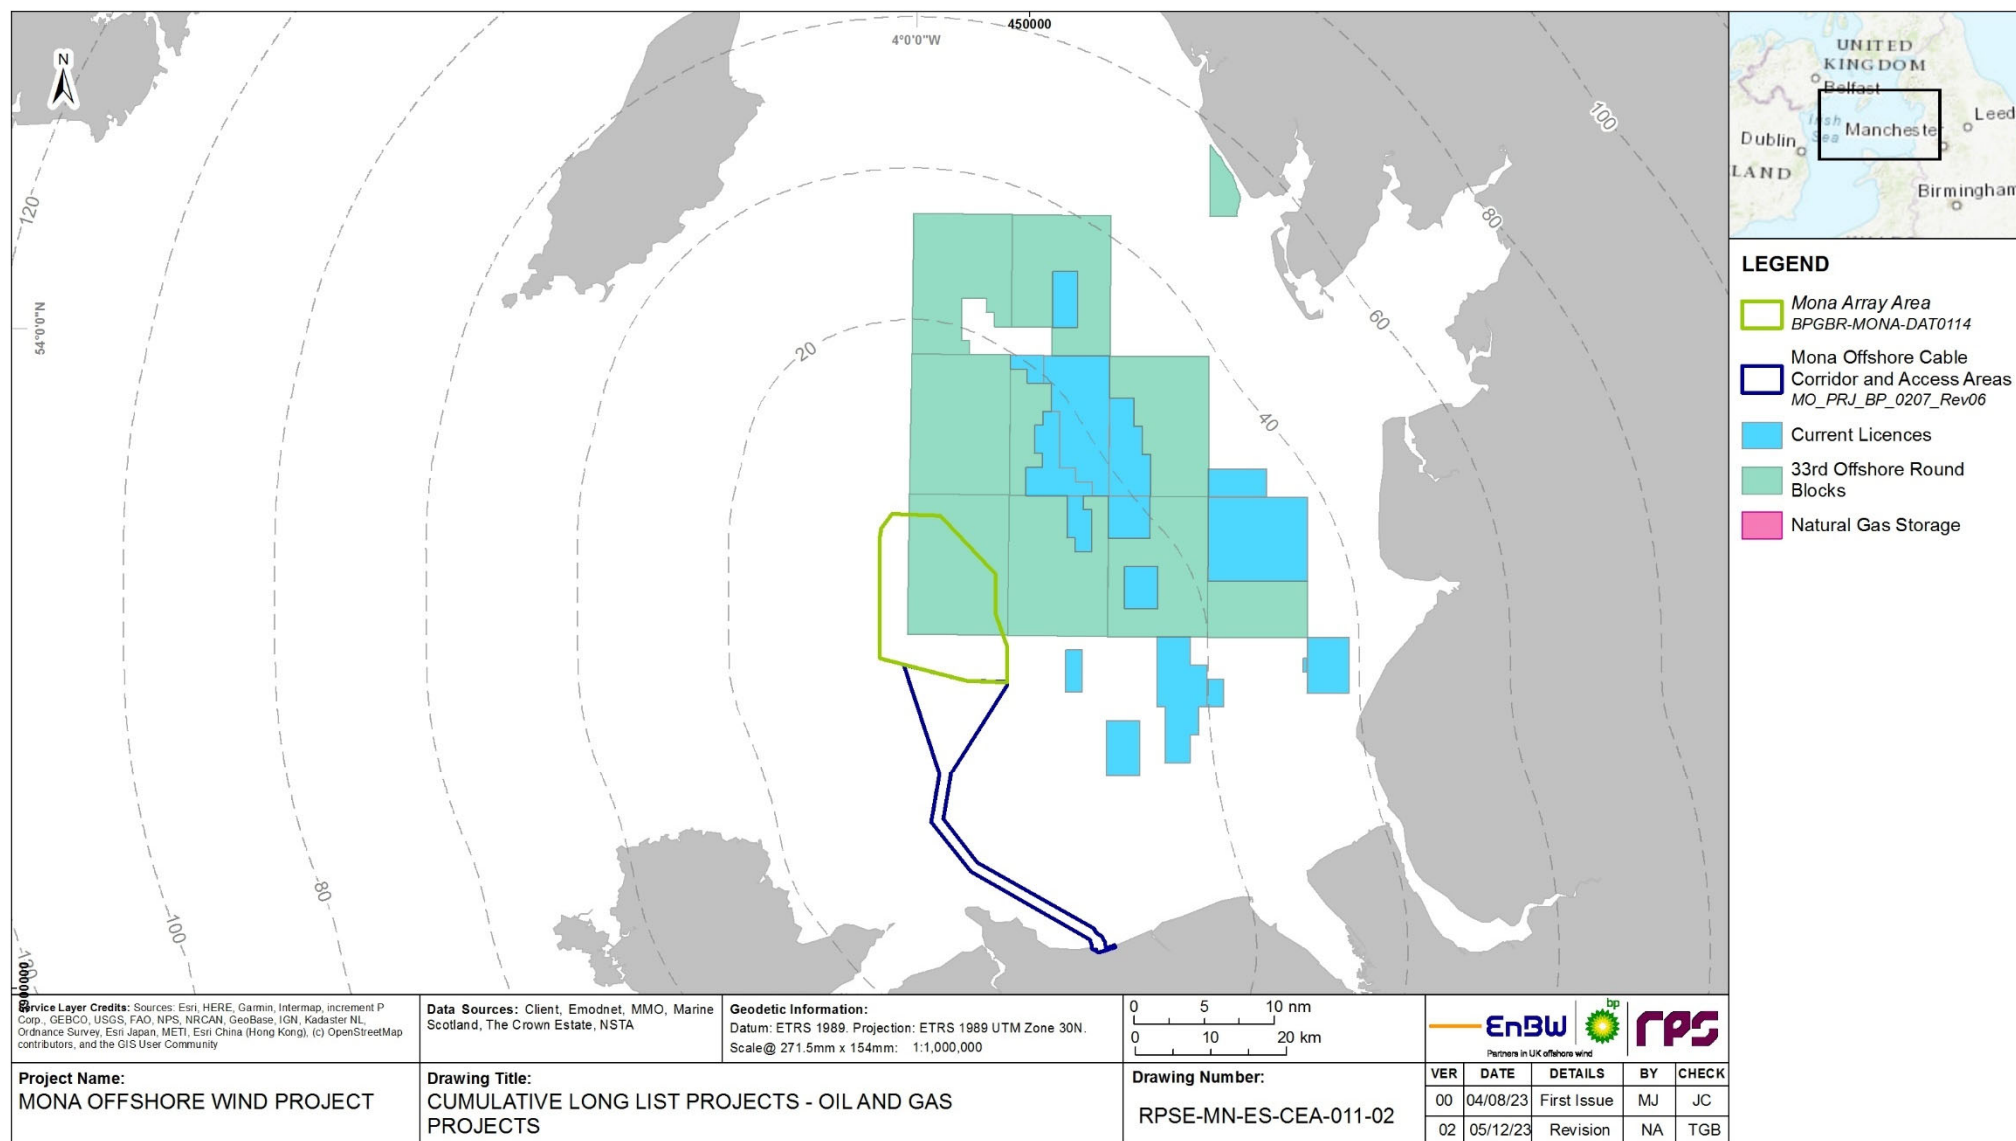 450000
4°0'0"W
N
120
100
80
60
40
20
54°0'0"N
80
100
120
5900000
UNITED
KINGDOM
Belfast
Irish
Sea
Leed
Manchester
Dublin
LAND
Birmingham
LEGEND
Mona Array Area
BPGBR-MONA-DAT0114
Mona Offshore Cable
Corridor and Access Areas
MO_PRJ_BP_0207_Rev06
Current Licences
33rd Offshore Round
Blocks
Natural Gas Storage
Service Layer Credits: Sources: Esri, HERE, Garmin, Intermap, increment P
Corp., GEBCO, USGS, FAO, NPS, NRCAN, GeoBase, IGN, Kadaster NL,
Ordnance Survey, Esri Japan, METI, Esri China (Hong Kong), (c) OpenStreetMap
contributors, and the GIS User Community
Data Sources: Client, Emodnet, MMO, Marine
Scotland, The Crown Estate, NSTA
Geodetic Information:
Datum: ETRS 1989. Projection: ETRS 1989 UTM Zone 30N.
Scale@ 271.5mm x 154mm: 1:1,000,000
0 5 10 nm
0 10 20 km
EnBW
bp
rps
Partners in UK offshore wind
Project Name:
MONA OFFSHORE WIND PROJECT
Drawing Title:
CUMULATIVE LONG LIST PROJECTS - OIL AND GAS
PROJECTS
Drawing Number:
RPSE-MN-ES-CEA-011-02
VER DATE DETAILS BY CHECK
00 04/08/23 First Issue MJ JC
02 05/12/23 Revision NA TGB